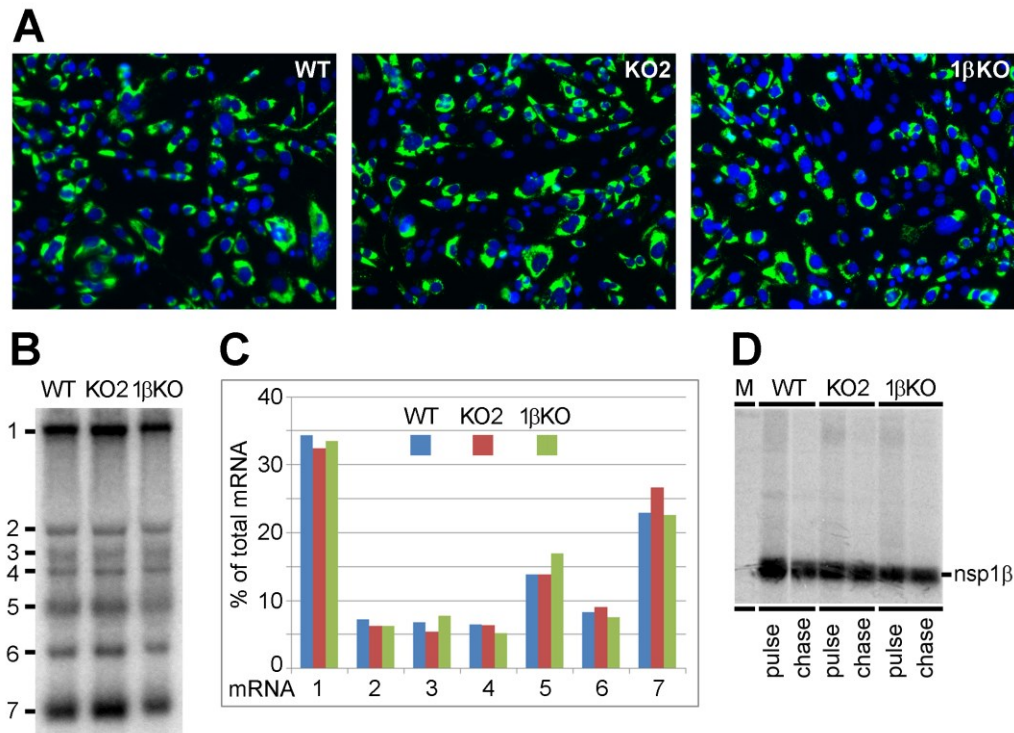 A
WT
KO2
1βKO
B
WT KO2 1βKO
1
2
3
4
5
6
7
C
% of total mRNA
40
30
20
10
0
WT KO2 1βKO
mRNA 1 2 3 4 5 6 7
D
M WT KO2 1βKO
nsp1β
pulse
chase
pulse
chase
pulse
chase